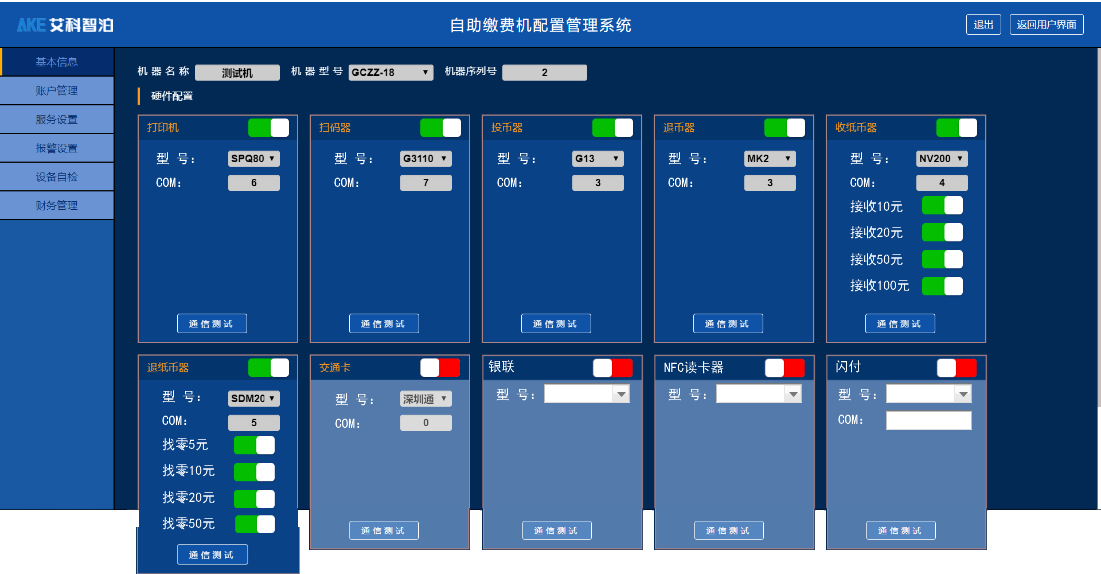 AKE 艾科智泊
自助缴费机配置管理系统
退出
返回用户界面
基本信息
账户管理
服务设置
报警设置
设备自检
财务管理
机器名称 测试机 机器型号 GCZZ-18 机器序列号 2
硬件配置
打印机
型 号: SPQ80
COM: 6
通信测试
扫码器
型 号: G3110
COM: 7
通信测试
投币器
型 号: G13
COM: 3
通信测试
退币器
型 号: MK2
COM: 3
通信测试
收纸币器
型 号: NV200
COM: 4
接收10元
接收20元
接收50元
接收100元
通信测试
退纸币器
型 号: SDM20
COM: 5
找零5元
找零10元
找零20元
找零50元
通信测试
交通卡
型 号: 深圳通
COM: 0
通信测试
银联
型 号:
通信测试
NFC读卡器
型 号:
通信测试
闪付
型 号:
COM:
通信测试